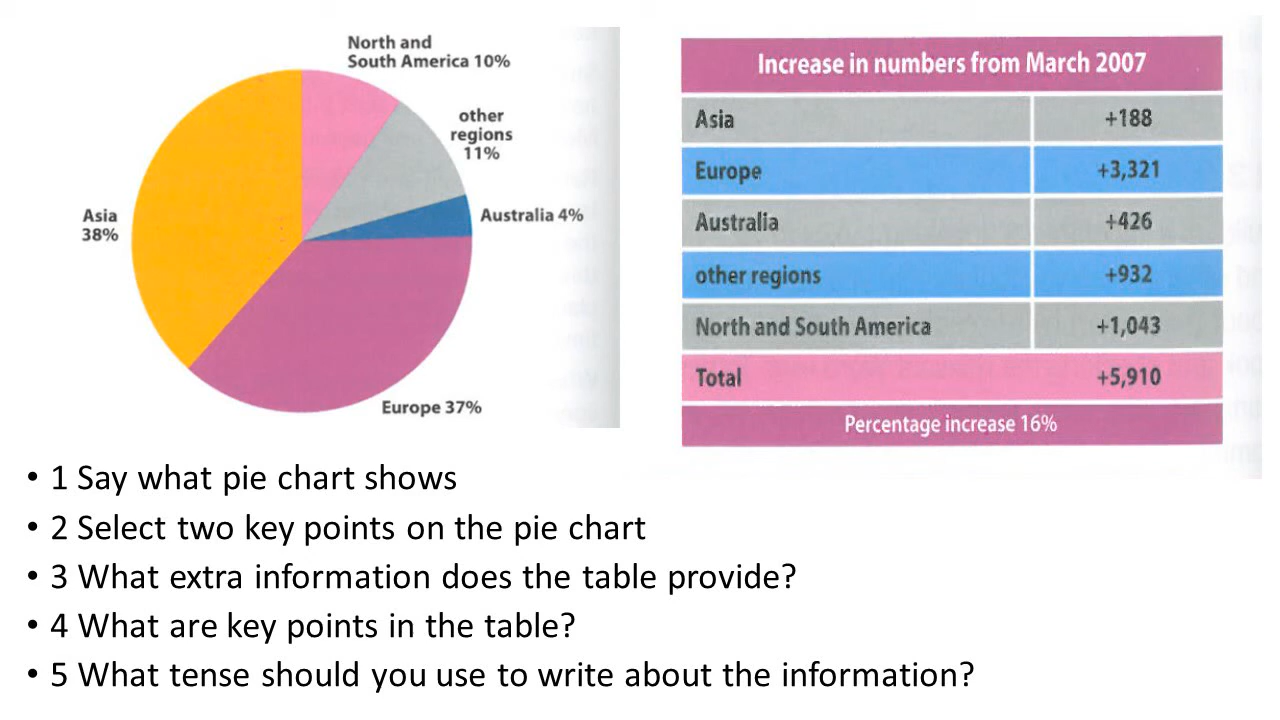 North and
South America 10%
other
regions
11%
Asia
38%
Australia 4%
Europe 37%
Increase in numbers from March 2007
Asia +188
Europe +3,321
Australia +426
other regions +932
North and South America +1,043
Total +5,910
Percentage increase 16%
• 1 Say what pie chart shows
• 2 Select two key points on the pie chart
• 3 What extra information does the table provide?
• 4 What are key points in the table?
• 5 What tense should you use to write about the information?